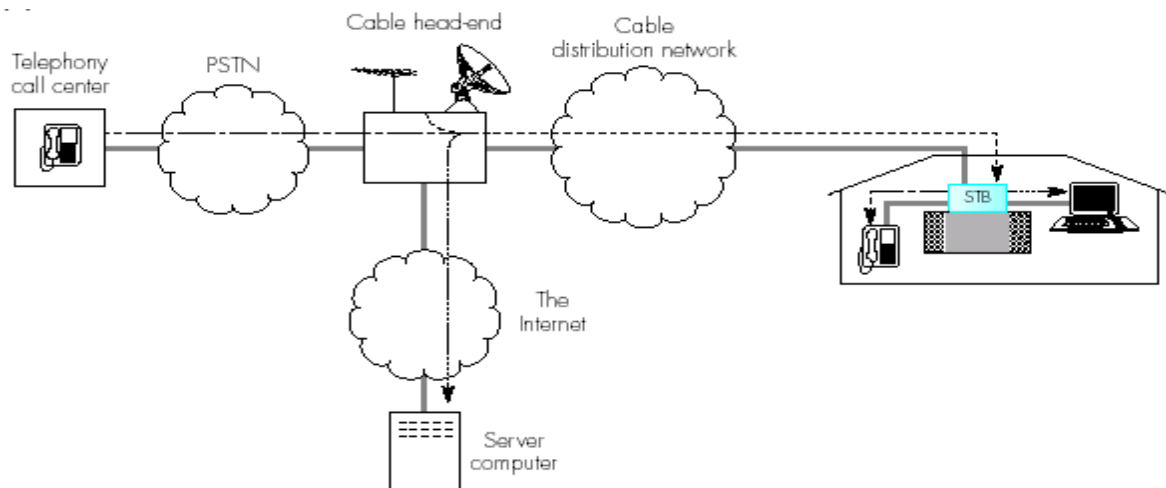 Cable head-end
Cable
distribution network
Telephony
call center
PSTN
STB
The
Internet
Server
computer